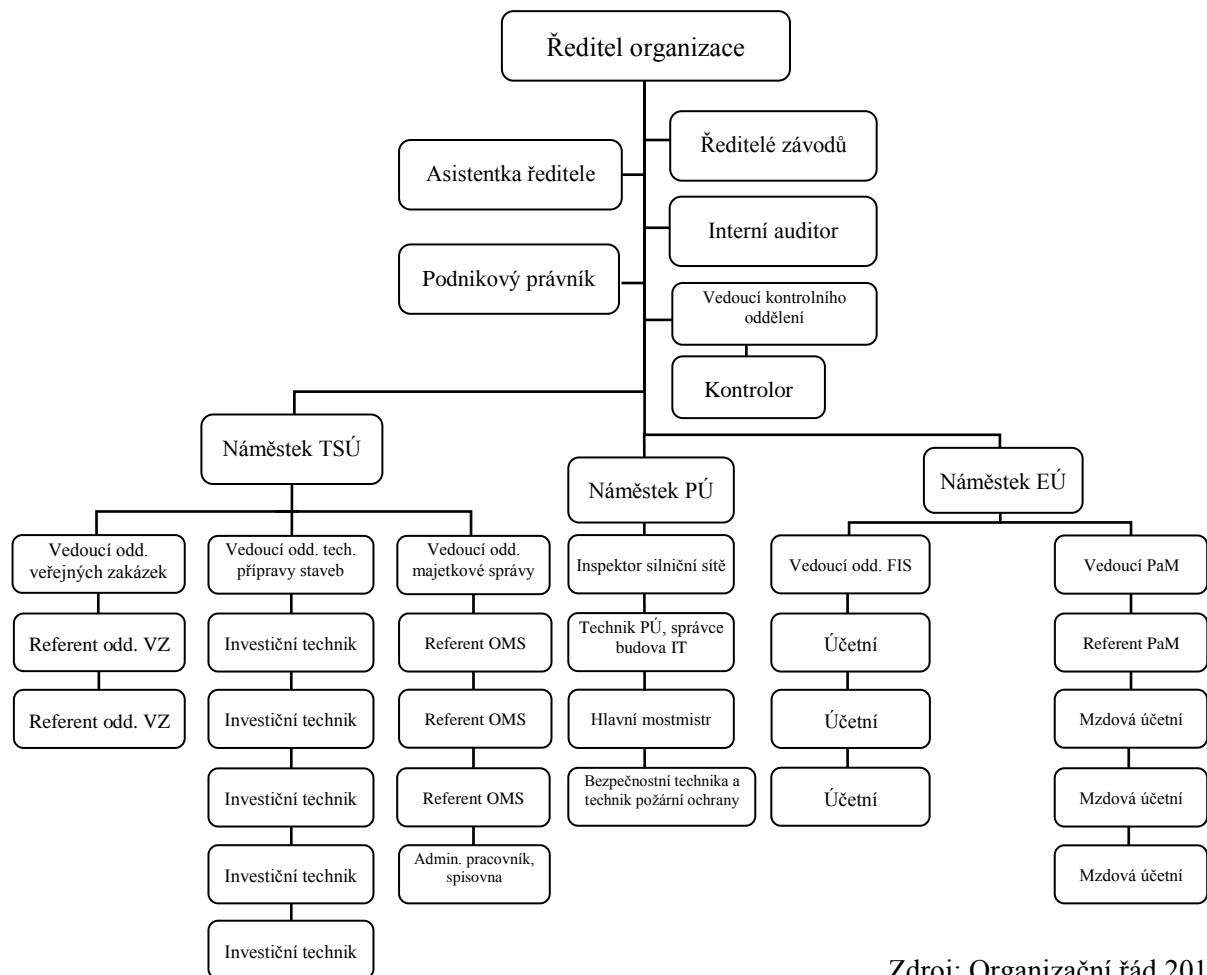 Ředitel organizace
Ředitelé závodů
Asistentka ředitele
Interní auditor
Podnikový právník
Vedoucí kontrolního
oddělení
Kontrolor
Náměstek TSÚ
Náměstek PÚ
Náměstek EÚ
Vedoucí odd.
veřejných zakázek
Referent odd. VZ
Referent odd. VZ
Vedoucí odd. tech.
přípravy staveb
Investiční technik
Investiční technik
Investiční technik
Investiční technik
Investiční technik
Vedoucí odd.
majetkové správy
Referent OMS
Referent OMS
Referent OMS
Admin. pracovník,
spisovna
Inspektor silniční sítě
Technik PÚ, správce
budova IT
Hlavní mostmistr
Bezpečnostní technika a
technik požární ochrany
Vedoucí odd. FIS
Účetní
Účetní
Účetní
Vedoucí PaM
Referent PaM
Mzdová účetní
Mzdová účetní
Mzdová účetní
Zdroj: Organizační řád 201